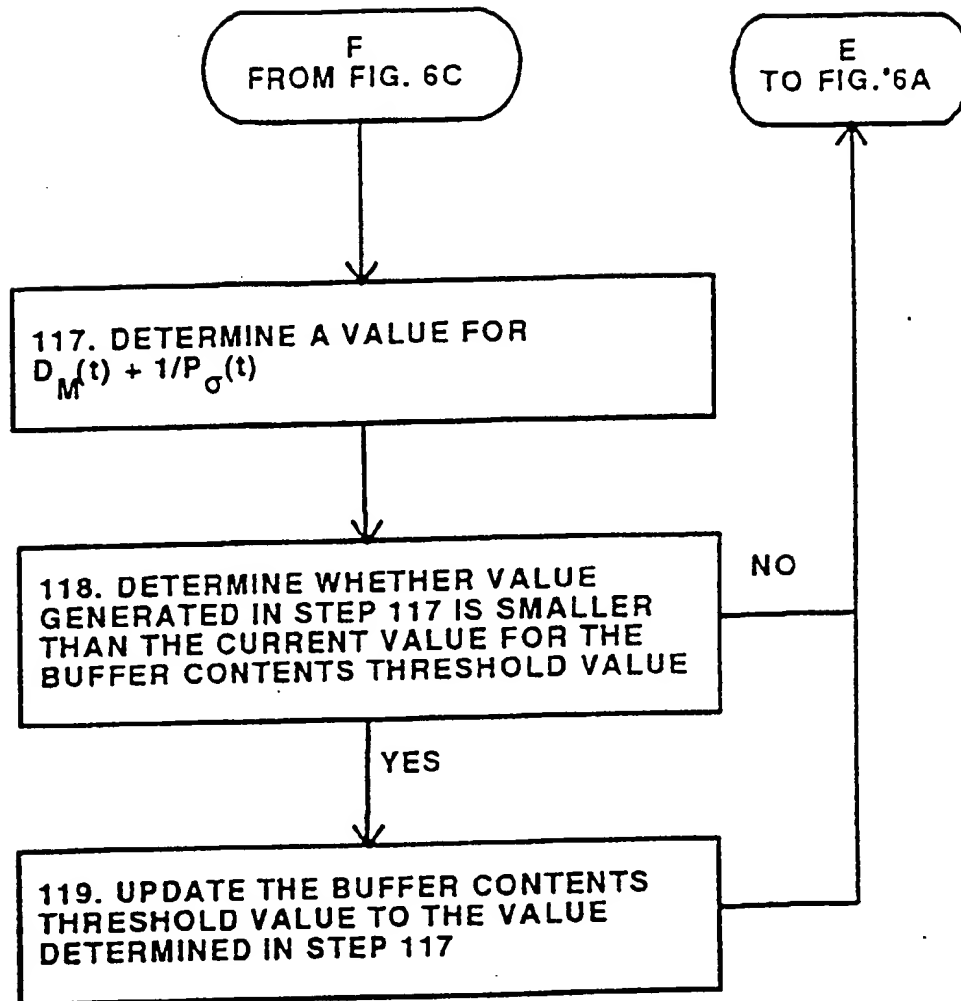 F
FROM FIG. 6C
E
TO FIG.'6A
117. DETERMINE A VALUE FOR
D_M(t) + 1/P_σ(t)
118. DETERMINE WHETHER VALUE
GENERATED IN STEP 117 IS SMALLER
THAN THE CURRENT VALUE FOR THE
BUFFER CONTENTS THRESHOLD VALUE
NO
YES
119. UPDATE THE BUFFER CONTENTS
THRESHOLD VALUE TO THE VALUE
DETERMINED IN STEP 117